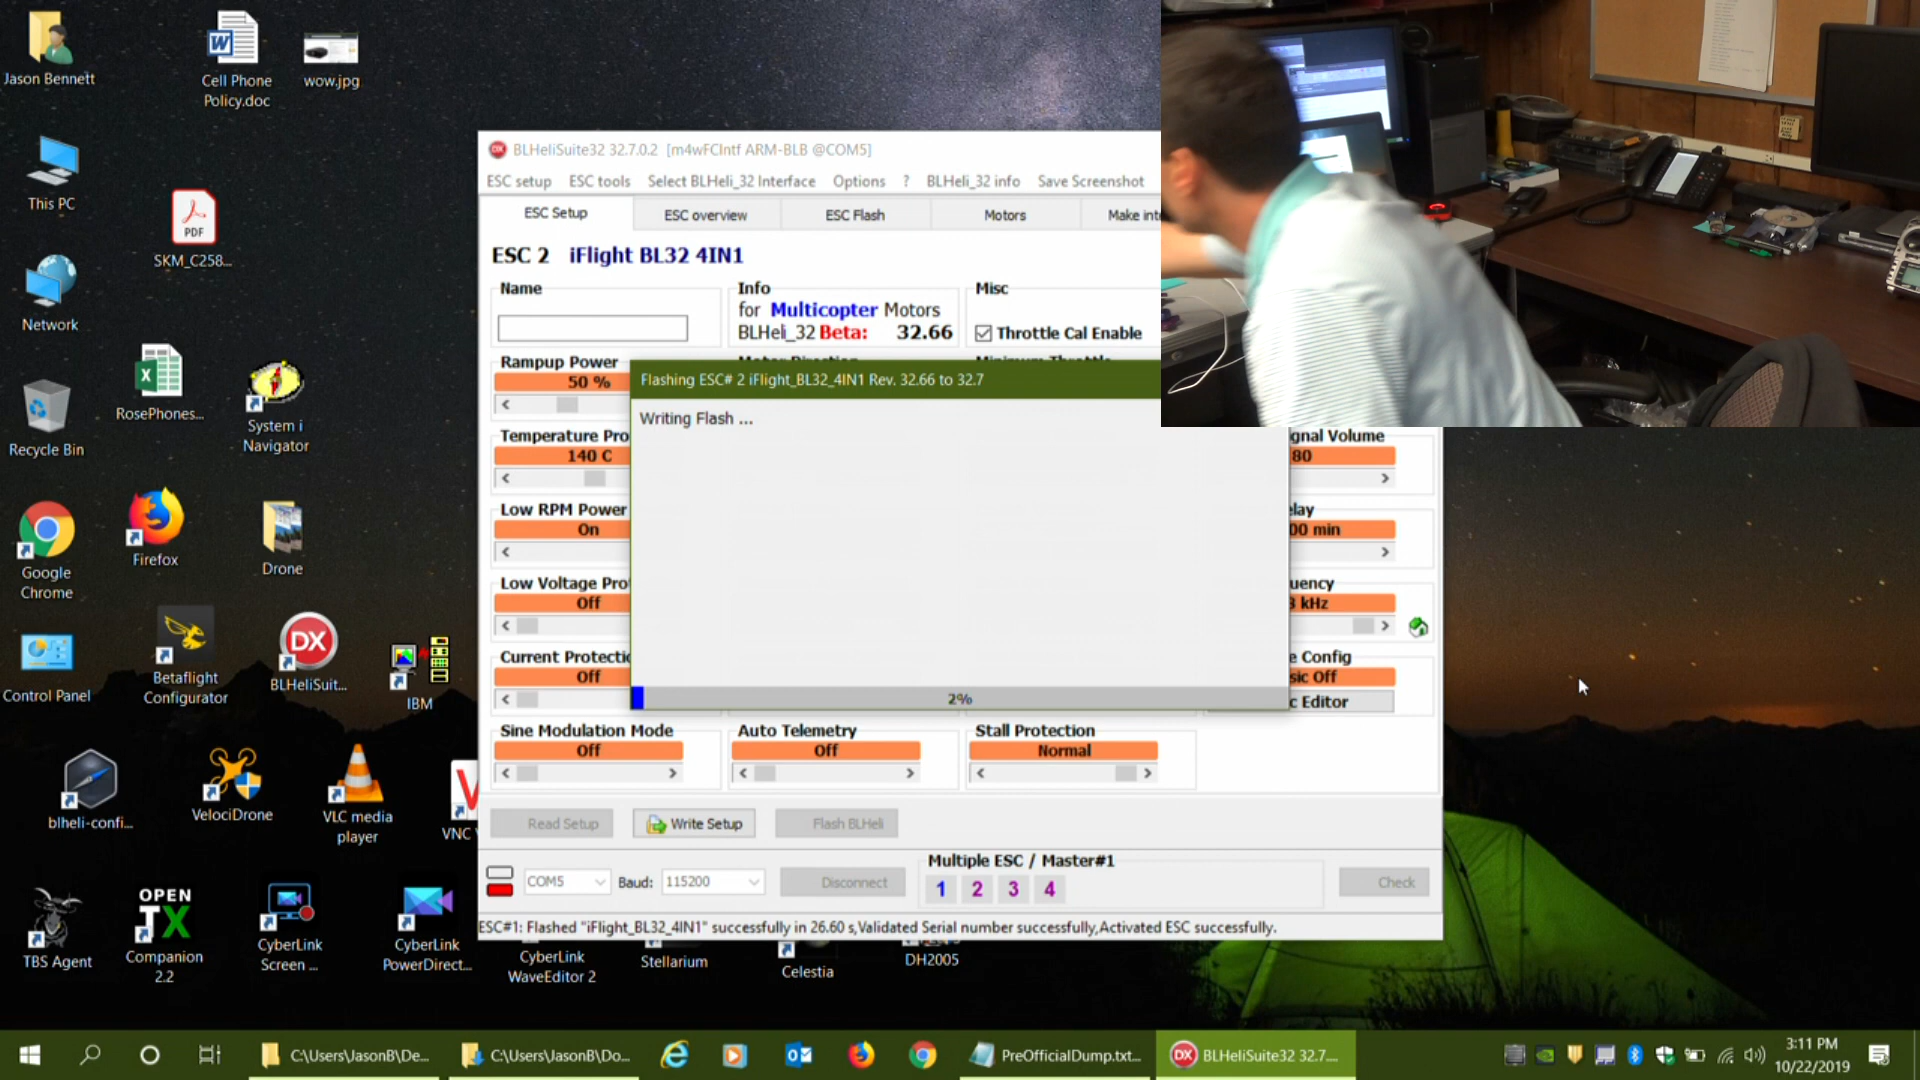 Jason Bennett
Cell Phone
Policy.doc
wow.jpg
This PC
PDF
SKM_C258...
Network
RosePhones...
System i
Navigator
Recycle Bin
Google
Chrome
Firefox
Drone
Control Panel
Betaflight
Configurator
DX
BLHeliSuit...
IBM
blheli-confi...
VelociDrone
VLC media
player
VNC
TBS Agent
OPEN
TX
Companion
2.2
CyberLink
Screen ...
CyberLink
PowerDirect...
CyberLink
WaveEditor 2
Stellarium
Celestia
DH2005
BLHeliSuite32 32.7.0.2 [m4wFCIntf ARM-BLB @COM5]
ESC setup ESC tools Select BLHeli_32 Interface Options ? BLHeli_32 info Save Screenshot
ESC Setup ESC overview ESC Flash Motors Make inte
ESC 2 iFlight BL32 4IN1
Name
Info
for Multicopter Motors
BLHeli_32 Beta: 32.66
Misc
Throttle Cal Enable
Rampup Power
50 %
Motor Direction
Minimum Throttle
Flashing ESC# 2 iFlight_BL32_4IN1 Rev. 32.66 to 32.7
Writing Flash ...
2%
Temperature Pro
140 C
gnal Volume
80
Low RPM Power
On
elay
00 min
Low Voltage Pro
Off
uency
kHz
Current Protectio
Off
e Config
sic Off
c Editor
Sine Modulation Mode
Off
Auto Telemetry
Off
Stall Protection
Normal
Read Setup Write Setup Flash BLHeli
COM5 Baud: 115200 Disconnect
Multiple ESC / Master#1
1 2 3 4
Check
ESC#1: Flashed "iFlight_BL32_4IN1" successfully in 26.60 s,Validated Serial number successfully,Activated ESC successfully.
C:\Users\JasonB\De...
C:\Users\JasonB\Do...
PreOfficialDump.txt...
DX
BLHeliSuite32 32.7....
3:11 PM
10/22/2019